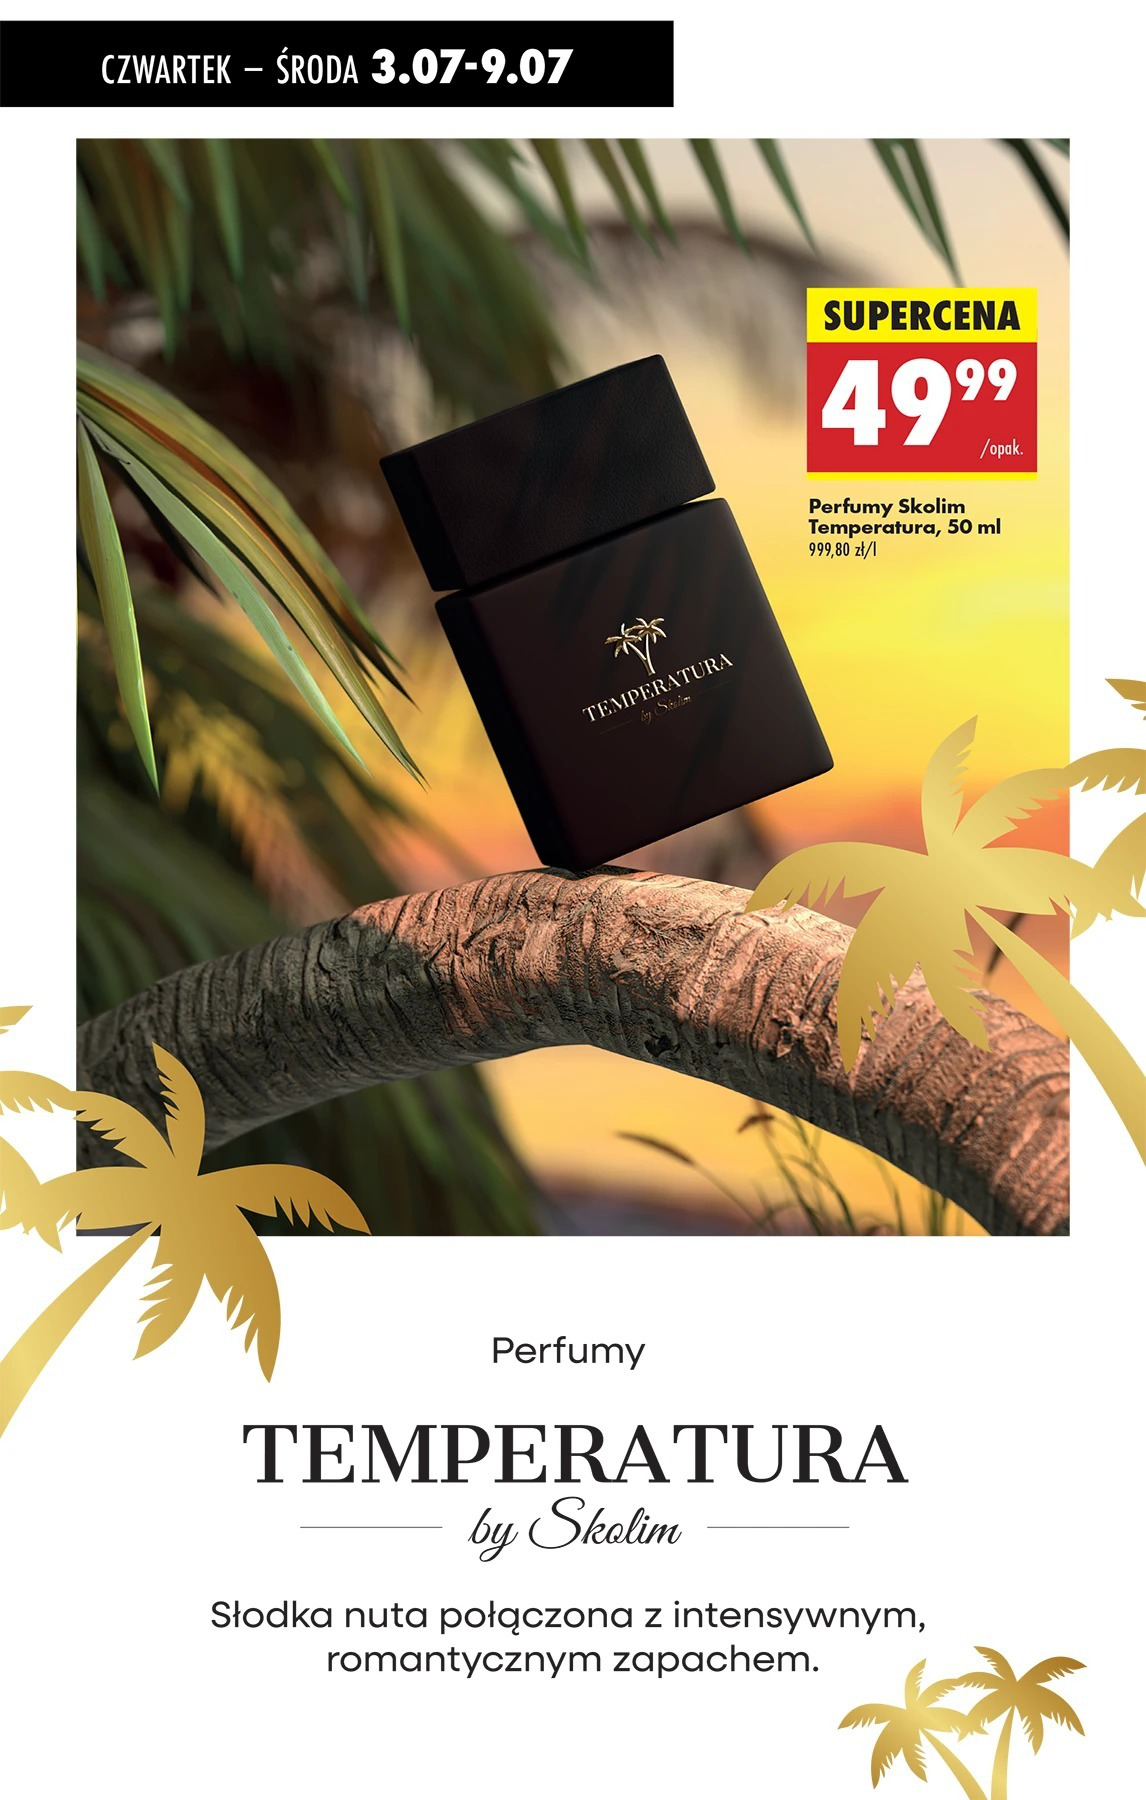 CZWARTEK – ŚRODA 3.07-9.07
SUPERCENA
49 99
/opak.
Perfumy Skolim
Temperatura, 50 ml
999,80 zł/l
TEMPERATURA
by Skolim
Perfumy
TEMPERATURA
by Skolim
Słodka nuta połączona z intensywnym,
romantycznym zapachem.